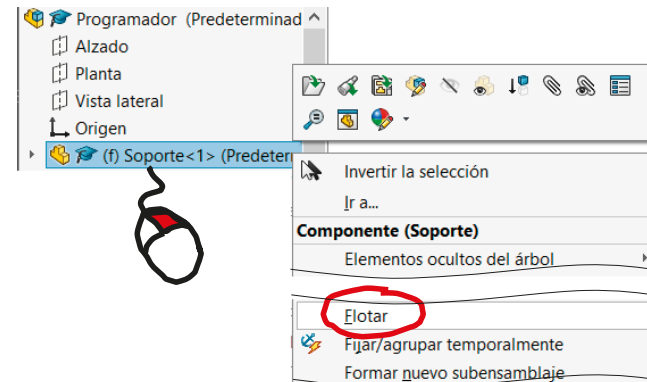 Programador (Predeterminad
Alzado
Planta
Vista lateral
Origen
(f) Soporte<1> (Predeter
Invertir la selección
Ir a...
Componente (Soporte)
Elementos ocultos del árbol
Flotar
Fijar/agrupar temporalmente
Formar nuevo subensamblaje